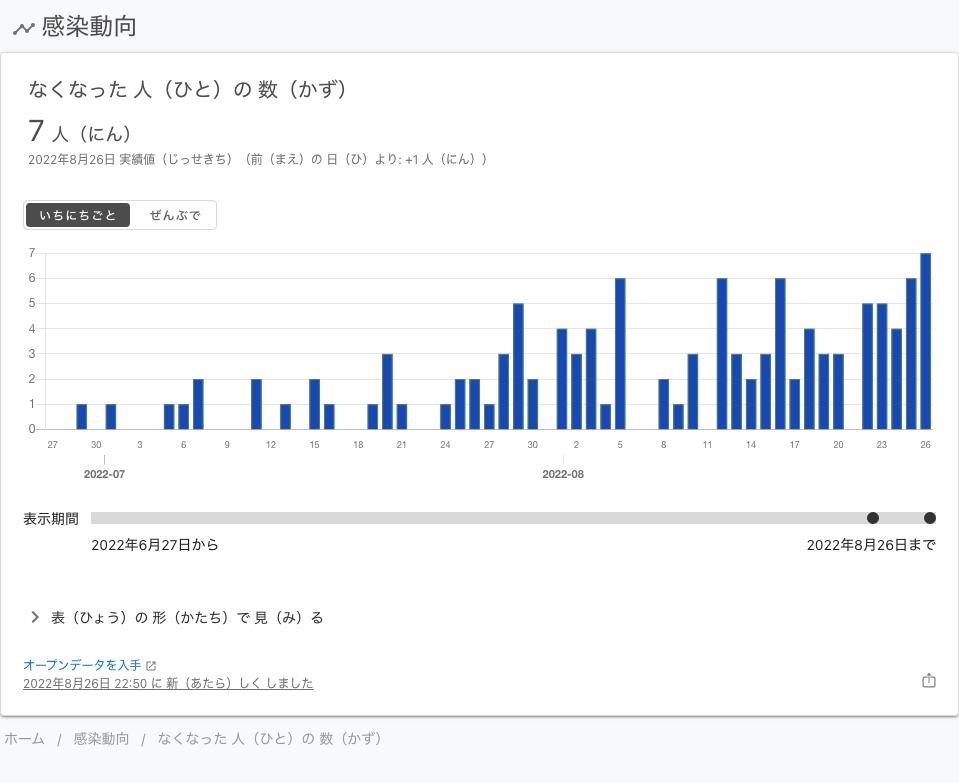 感染動向
なくなった 人（ひと）の 数（かず）
7 人（にん）
2022年8月26日 実績値（じっせきち）（前（まえ）の 日（ひ）より: +1 人（にん））
いちにちごと ぜんぶで
7
6
5
4
3
2
1
0
27 30 3 6 9 12 15 18 21 24 27 30 2 5 8 11 14 17 20 23 26
2022-07 2022-08
表示期間
2022年6月27日から 2022年8月26日まで
表（ひょう）の 形（かたち）で 見（み）る
オープンデータを入手
2022年8月26日 22:50 に 新（あたら）しく しました
ホーム / 感染動向 / なくなった 人（ひと）の 数（かず）